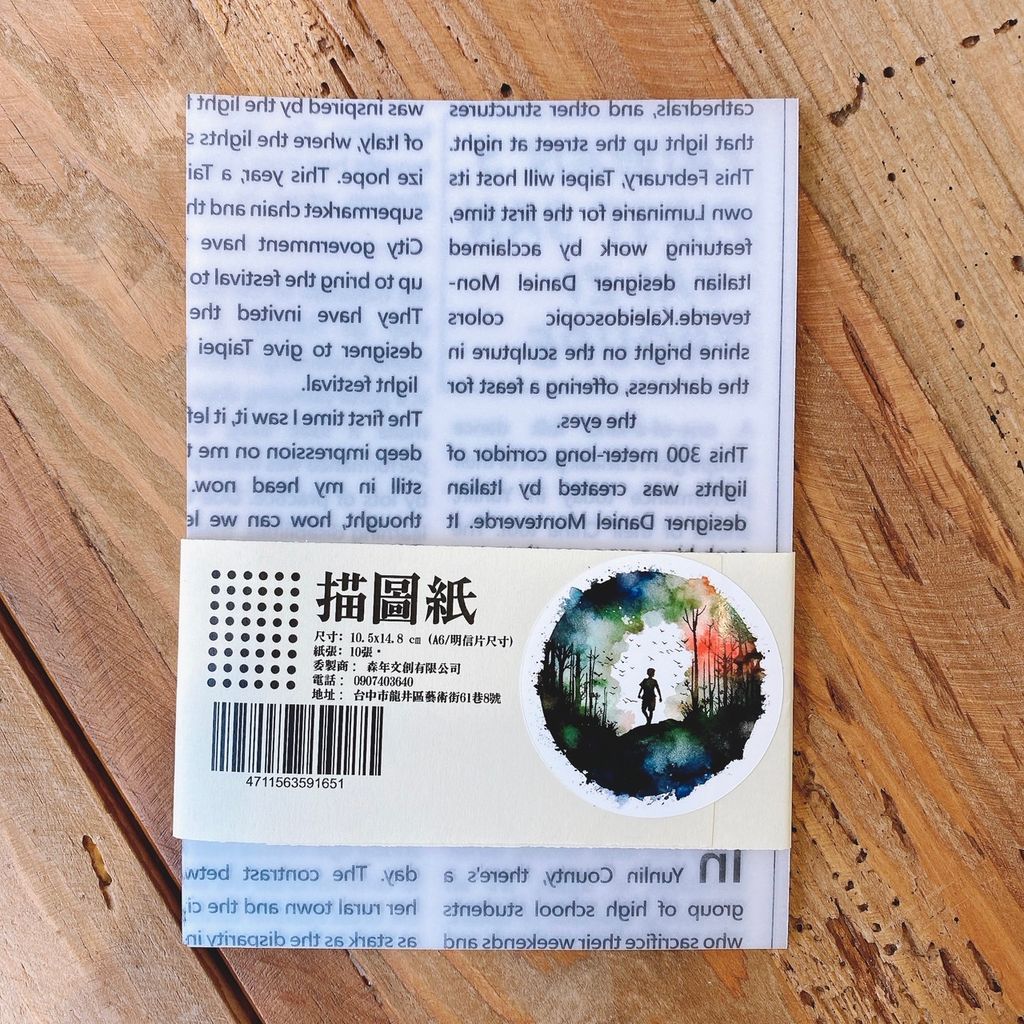 cathedrals, and other structures
that light up the street at night.
This February, Taipei will host its
own Luminarie for the first time,
featuring work by acclaimed
Italian designer Daniel Mon-
teverde.Kaleidoscopic colors
shine bright on the sculpture in
the darkness, offering a feast for
the eyes.
This 300 meter-long corridor of
lights was created by Italian
designer Daniel Monteverde. It
was inspired by the light
of Italy, where the lights s
ize hope. This year, a Tai
supermarket chain and th
City government have
up to bring the festival to
They have invited the
designer to give Taipei
light festival.
The first time I saw it, it lef
deep impression on me
still in my head now.
thought, how can we le
描圖紙
尺寸: 10.5x14.8 cm (A6/明信片尺寸)
紙張: 10張。
委製商: 森年文創有限公司
電話: 0907403640
地址: 台中市龍井區藝術街61巷8號
4711563591651
In Yunlin County, there's a
group of high school students
who sacrifice their weekends and
day. The contrast betw
her rural town and the ci
as stark as the disparity in